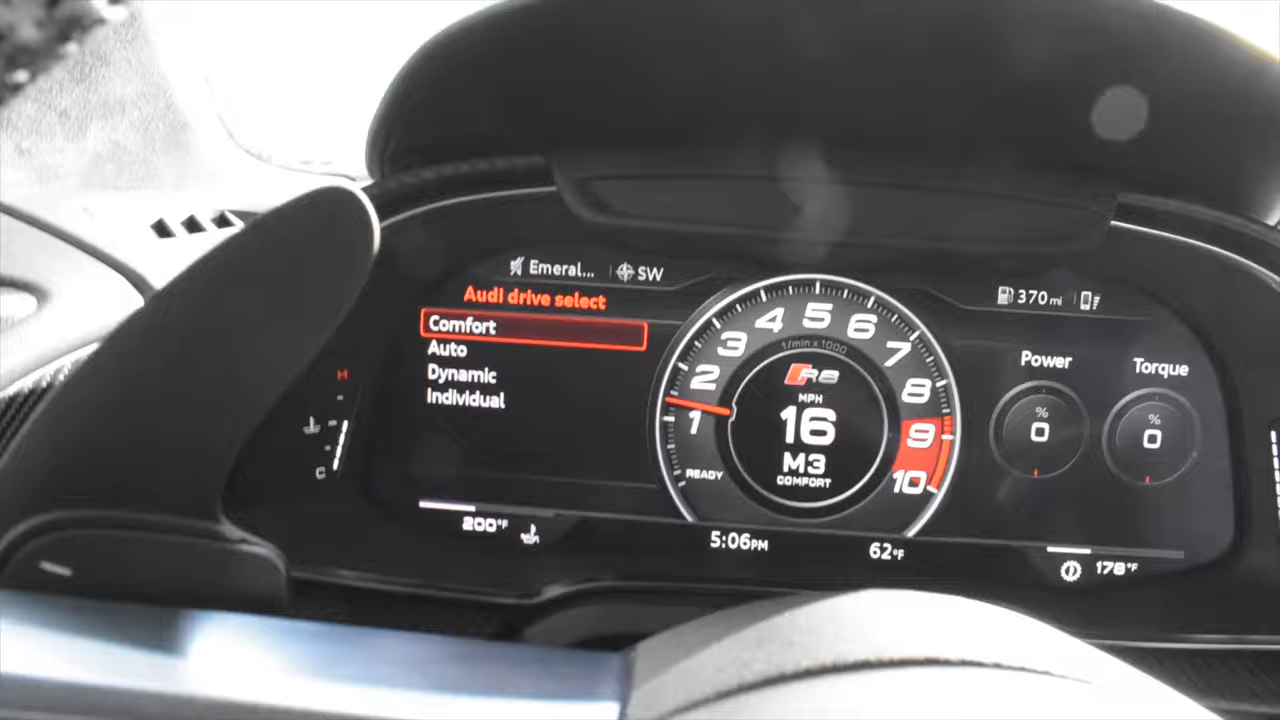 Emeral... SW
370 mi
Audi drive select
Comfort
Auto
Dynamic
Individual
H
C
1
2
3
4
5
6
7
8
9
10
1/min x 1000
R8
MPH
16
M3
COMFORT
READY
Power
%
0
Torque
%
0
200°F
5:06PM
62°F
178°F